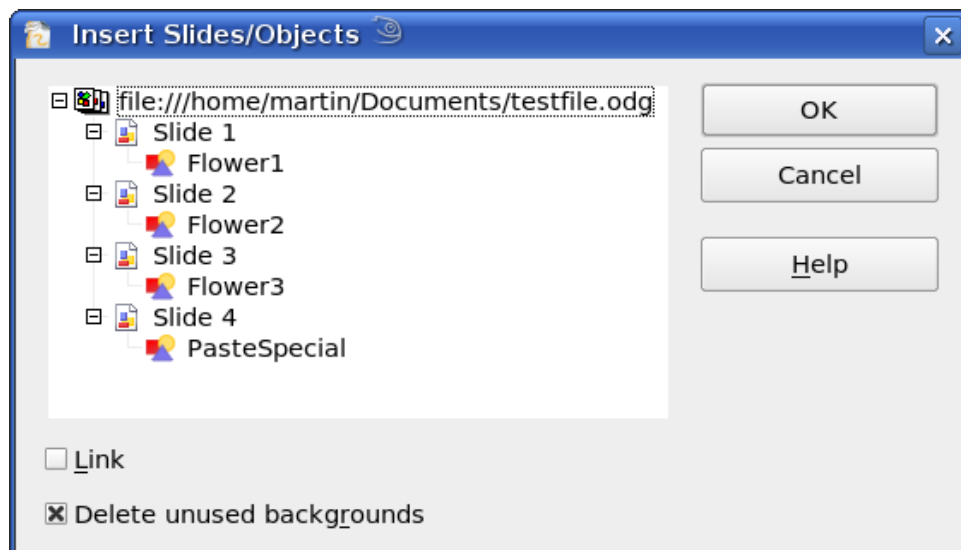 Insert Slides/Objects
file:///home/martin/Documents/testfile.odg
Slide 1
Flower1
Slide 2
Flower2
Slide 3
Flower3
Slide 4
PasteSpecial
OK
Cancel
Help
Link
Delete unused backgrounds